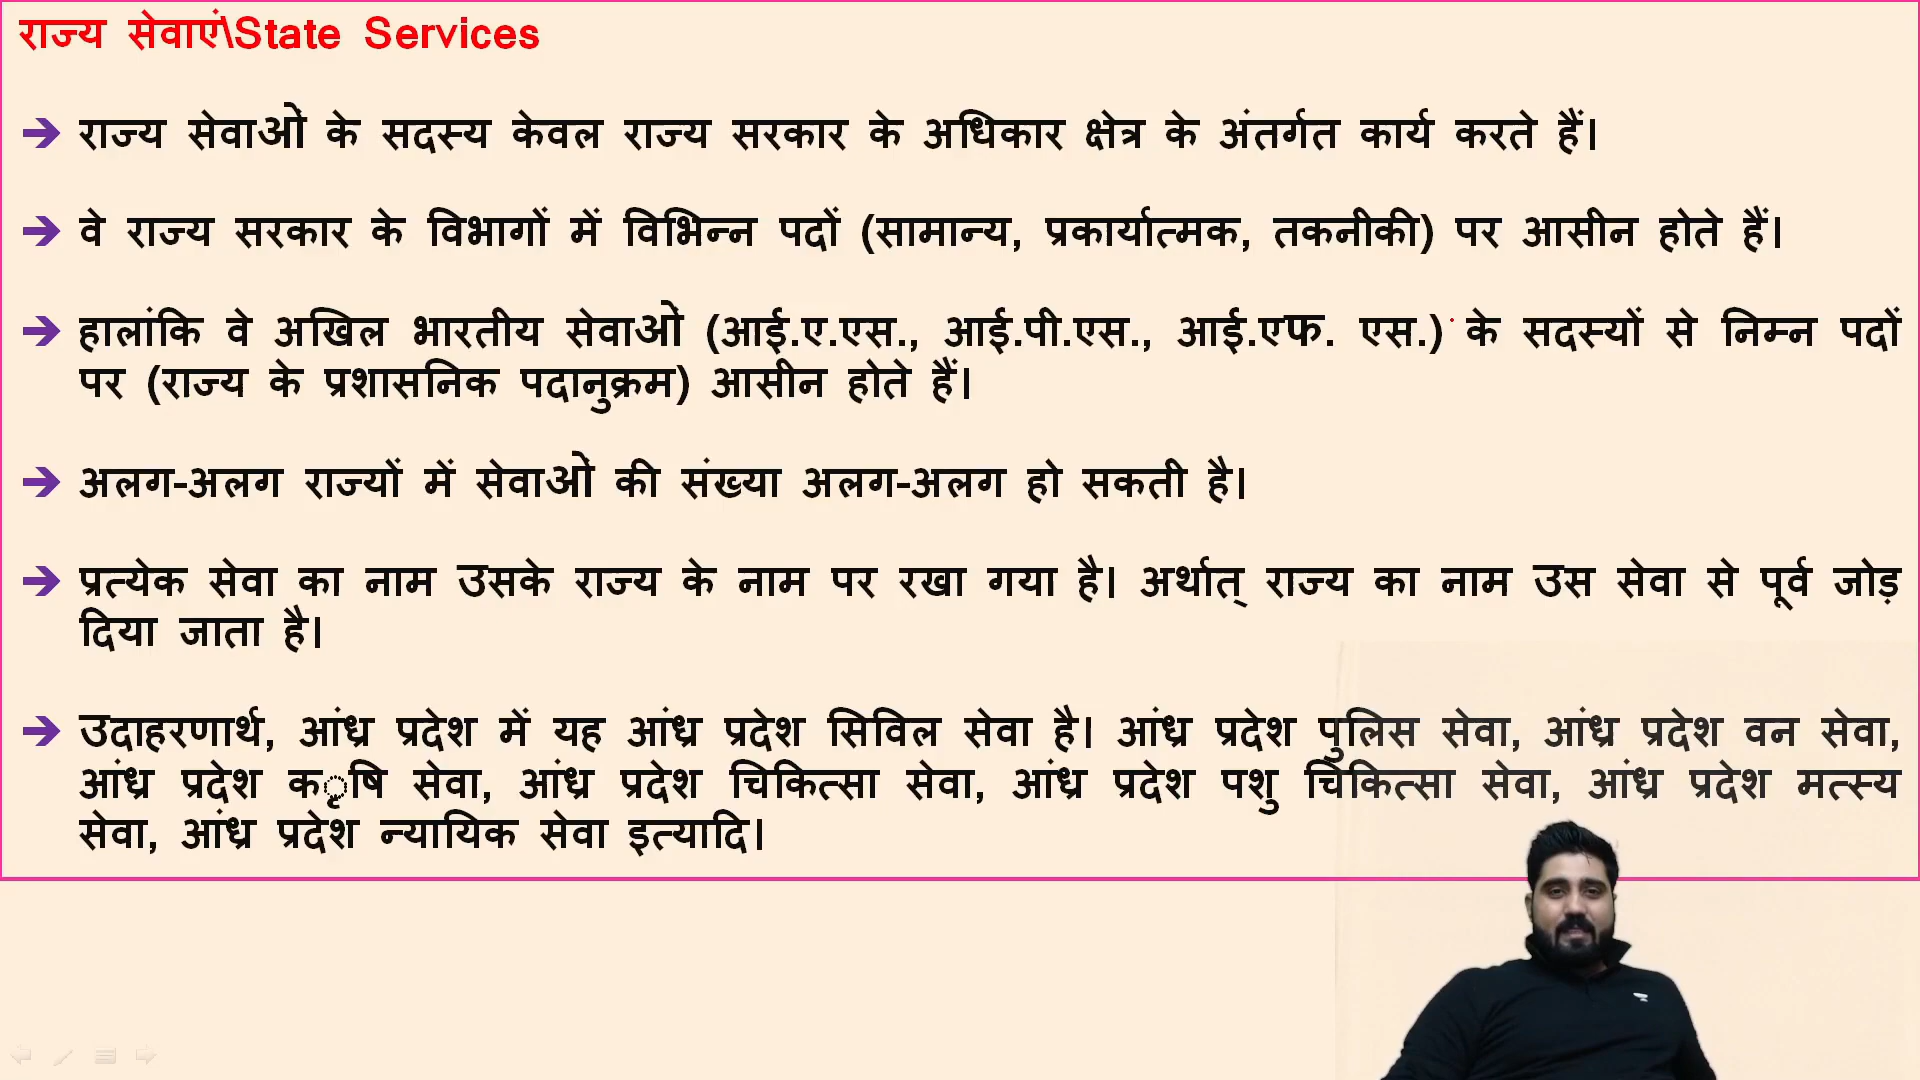 राज्य सेवाएं\State Services
➔ राज्य सेवाओं के सदस्य केवल राज्य सरकार के अधिकार क्षेत्र के अंतर्गत कार्य करते हैं।
➔ वे राज्य सरकार के विभागों में विभिन्न पदों (सामान्य, प्रकार्यात्मक, तकनीकी) पर आसीन होते हैं।
➔ हालांकि वे अखिल भारतीय सेवाओं (आई.ए.एस., आई.पी.एस., आई.एफ. एस.) के सदस्यों से निम्न पदों
पर (राज्य के प्रशासनिक पदानुक्रम) आसीन होते हैं।
➔ अलग-अलग राज्यों में सेवाओं की संख्या अलग-अलग हो सकती है।
➔ प्रत्येक सेवा का नाम उसके राज्य के नाम पर रखा गया है। अर्थात् राज्य का नाम उस सेवा से पूर्व जोड़
दिया जाता है।
➔ उदाहरणार्थ, आंध्र प्रदेश में यह आंध्र प्रदेश सिविल सेवा है। आंध्र प्रदेश पुलिस सेवा, आंध्र प्रदेश वन सेवा,
आंध्र प्रदेश क◌ृषि सेवा, आंध्र प्रदेश चिकित्सा सेवा, आंध्र प्रदेश पशु चिकित्सा सेवा, आंध्र प्रदेश मत्स्य
सेवा, आंध्र प्रदेश न्यायिक सेवा इत्यादि।